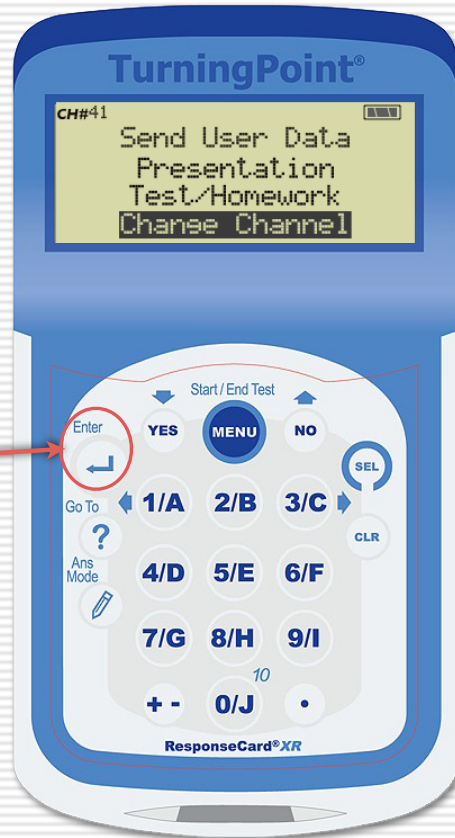 TurningPoint®
CH#41
Send User Data
Presentation
Test/Homework
Change Channel
Start / End Test
Enter
YES
MENU
NO
SEL
Go To
1/A
2/B
3/C
?
CLR
Ans
Mode
4/D
5/E
6/F
7/G
8/H
9/I
10
+ -
0/J
•
ResponseCard®XR